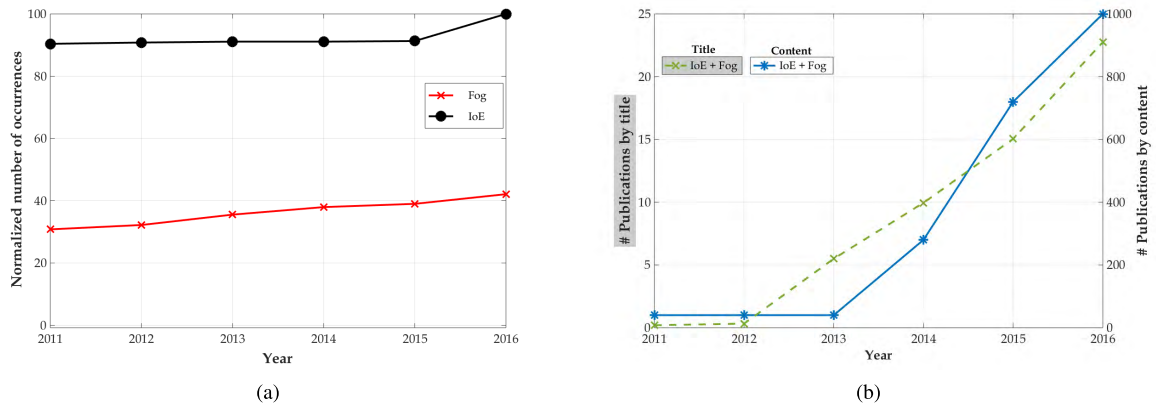 100
80
60
40
20
0
Normalized number of occurrences
Fog
IoE
2011 2012 2013 2014 2015 2016
Year
(a)
25
20
15
10
5
0
# Publications by title
Title Content
IoE + Fog IoE + Fog
1000
800
600
400
200
0
# Publications by content
2011 2012 2013 2014 2015 2016
Year
(b)